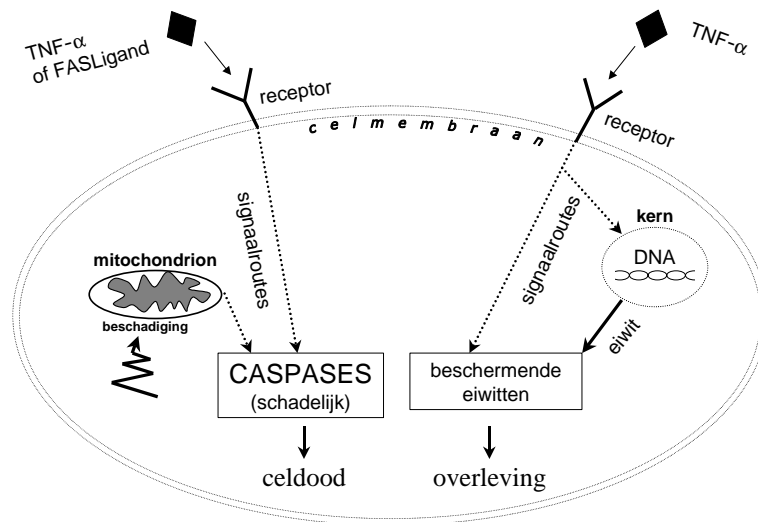 TNF-α
of FASLigand
TNF-α
receptor
receptor
celmembraan
signaalroutes
signaalroutes
kern
DNA
mitochondrion
beschadiging
eiwit
CASPASES
(schadelijk)
beschermende
eiwitten
celdood
overleving